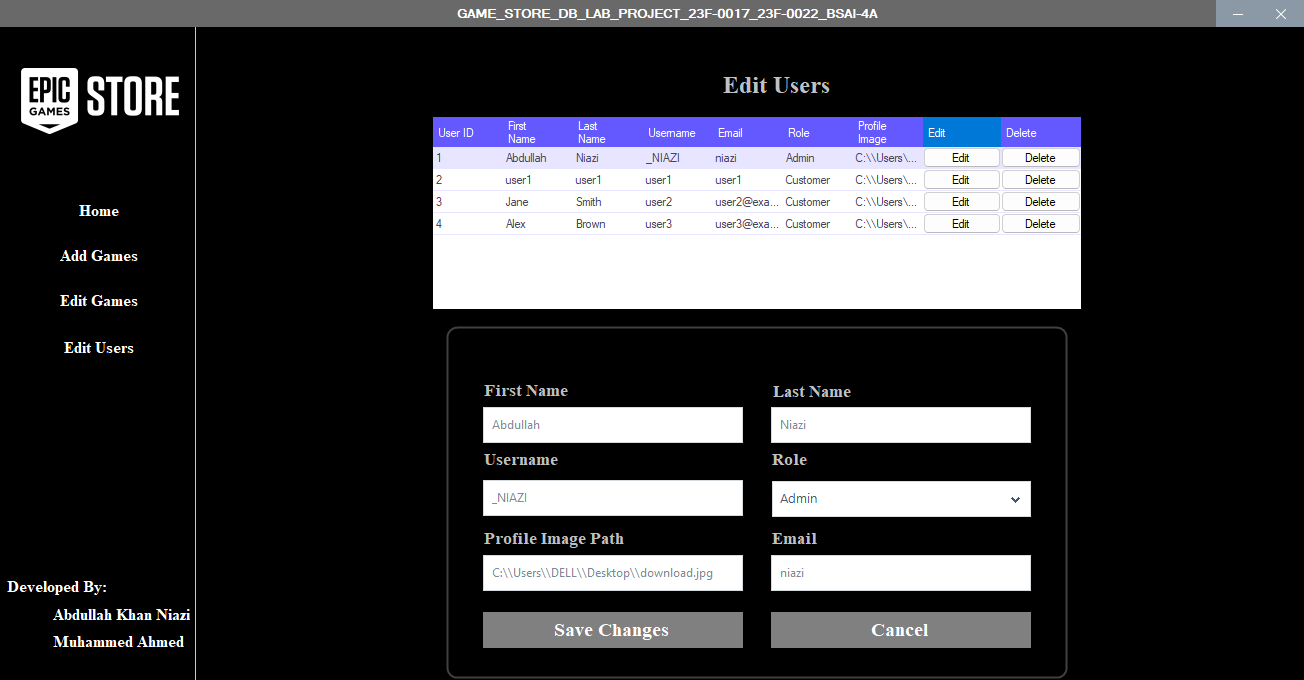 GAME_STORE_DB_LAB_PROJECT_23F-0017_23F-0022_BSAI-4A
EPIC GAMES STORE
Home
Add Games
Edit Games
Edit Users
Developed By:
Abdullah Khan Niazi
Muhammed Ahmed
Edit Users
User ID First Name Last Name Username Email Role Profile Image Edit Delete
1 Abdullah Niazi _NIAZI niazi Admin C:\\Users\... Edit Delete
2 user1 user1 user1 user1 Customer C:\\Users\... Edit Delete
3 Jane Smith user2 user2@exa... Customer C:\\Users\... Edit Delete
4 Alex Brown user3 user3@exa... Customer C:\\Users\... Edit Delete
First Name Last Name
Abdullah Niazi
Username Role
_NIAZI Admin
Profile Image Path Email
C:\\Users\\DELL\\Desktop\\download.jpg niazi
Save Changes Cancel